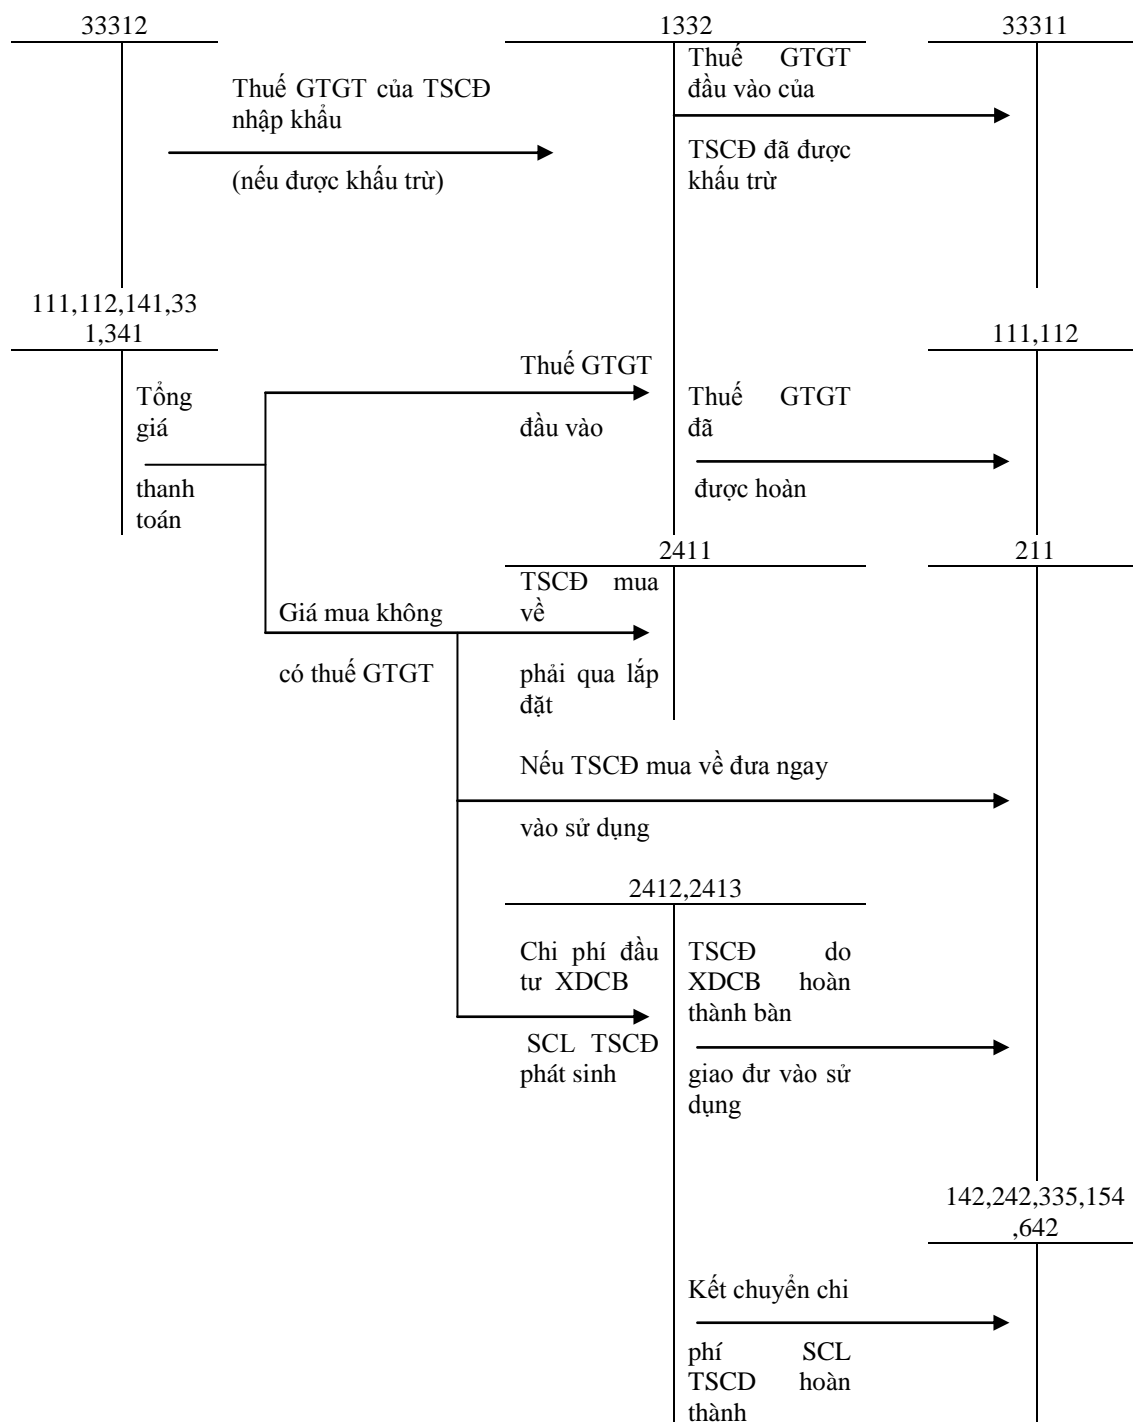 33312
1332
33311
Thuế GTGT
đầu vào của
Thuế GTGT của TSCĐ
nhập khẩu
TSCĐ đã được
khấu trừ
(nếu được khấu trừ)
111,112,141,33
1,341
111,112
Thuế GTGT
Tổng
giá
Thuế GTGT
đã
đầu vào
thanh
toán
được hoàn
2411
211
TSCĐ mua
về
Giá mua không
có thuế GTGT
phải qua lắp
đặt
Nếu TSCĐ mua về đưa ngay
vào sử dụng
2412,2413
Chi phí đầu
tư XDCB
TSCĐ do
XDCB hoàn
thành bàn
SCL TSCĐ
phát sinh
giao đư vào sử
dụng
142,242,335,154
,642
Kết chuyển chi
phí SCL
TSCD hoàn
thành